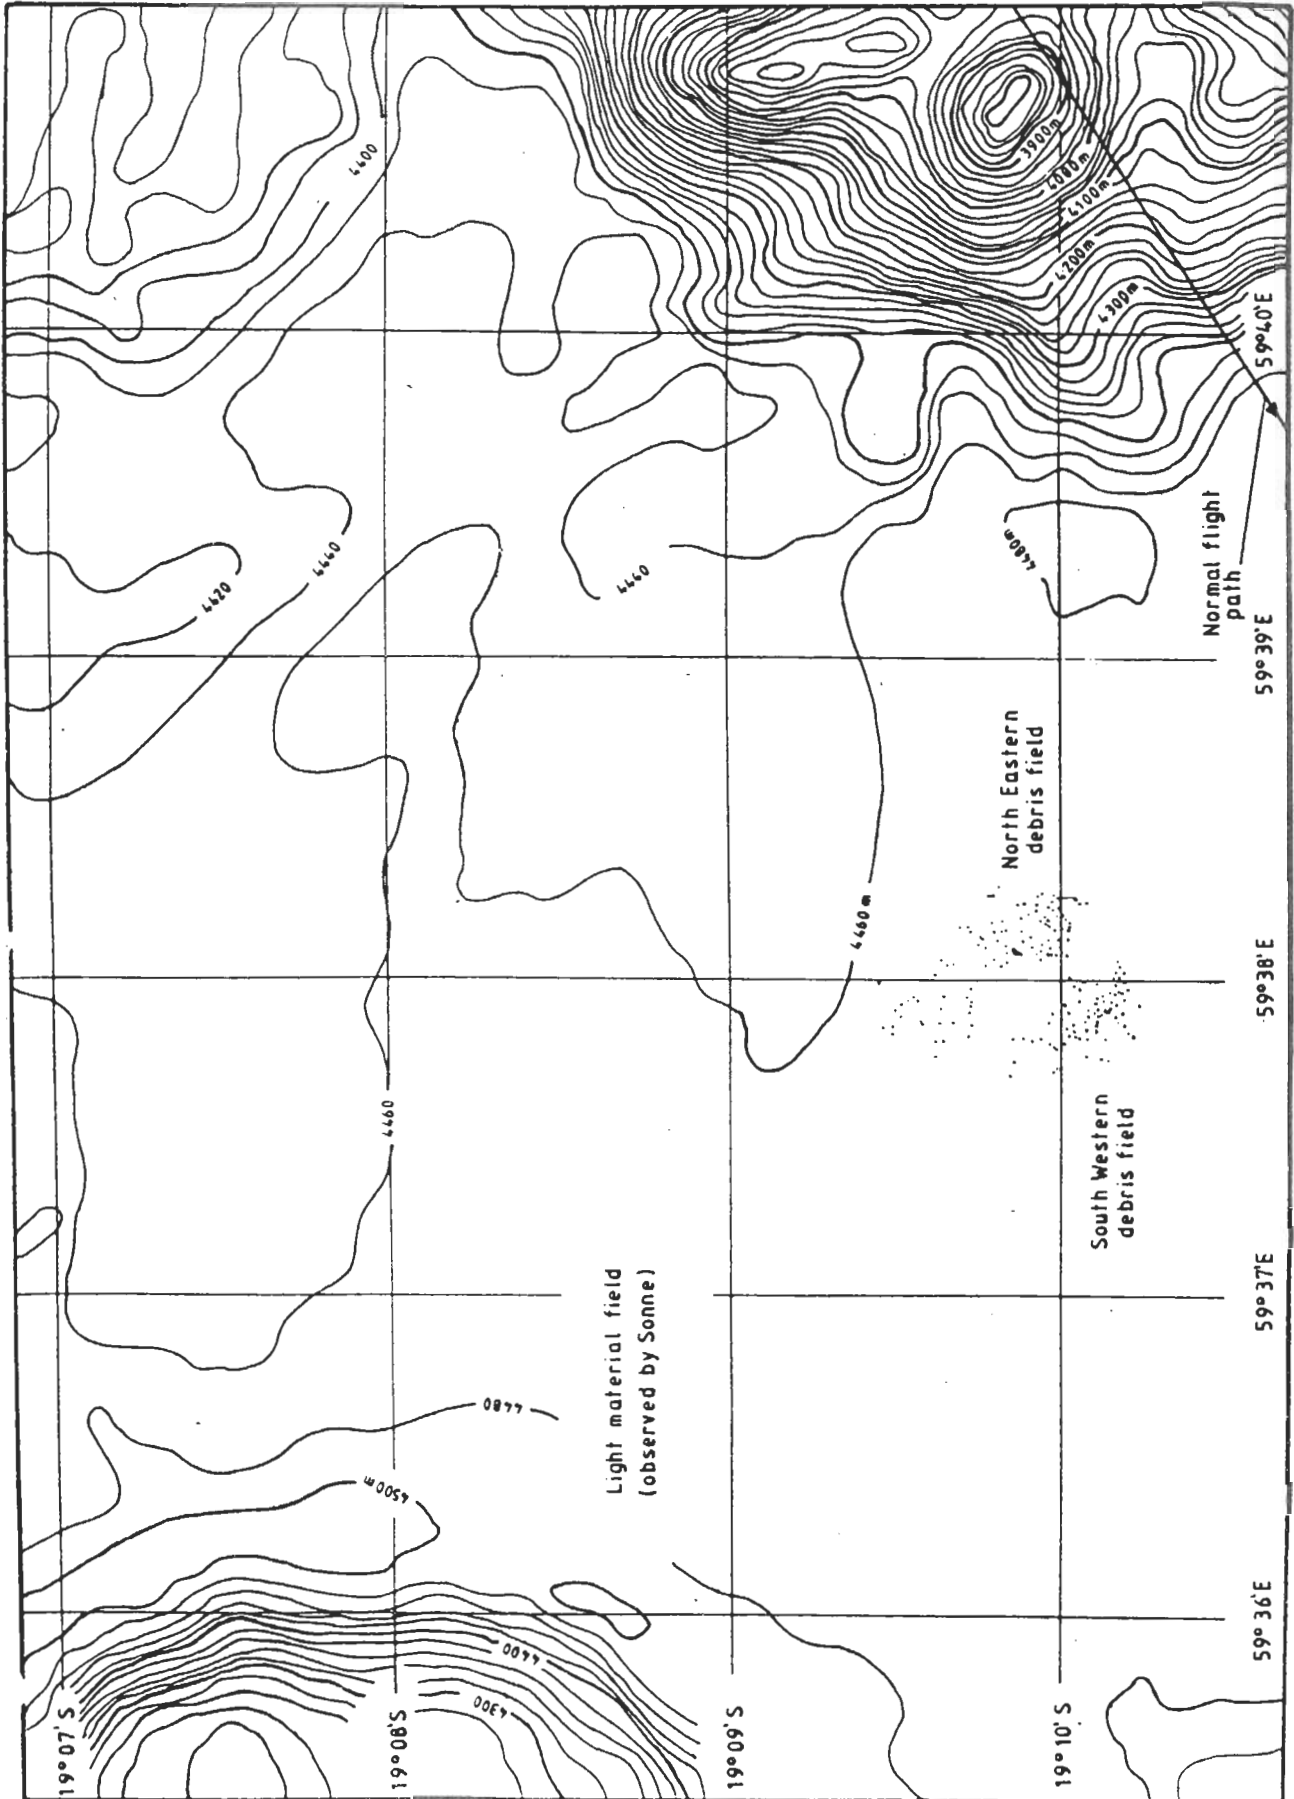 19° 07' S
19° 08' S
19° 09' S
19° 10' S
59° 36' E
59° 37' E
59° 38' E
59° 39' E
59° 40' E
4300
4400
4500m
4480
4460
4420
4440
4400
4440
4460m
4480m
3900m
4080m
4100m
4200m
4300m
Light material field
(observed by Sonne)
South Western
debris field
North Eastern
debris field
Normal flight
path